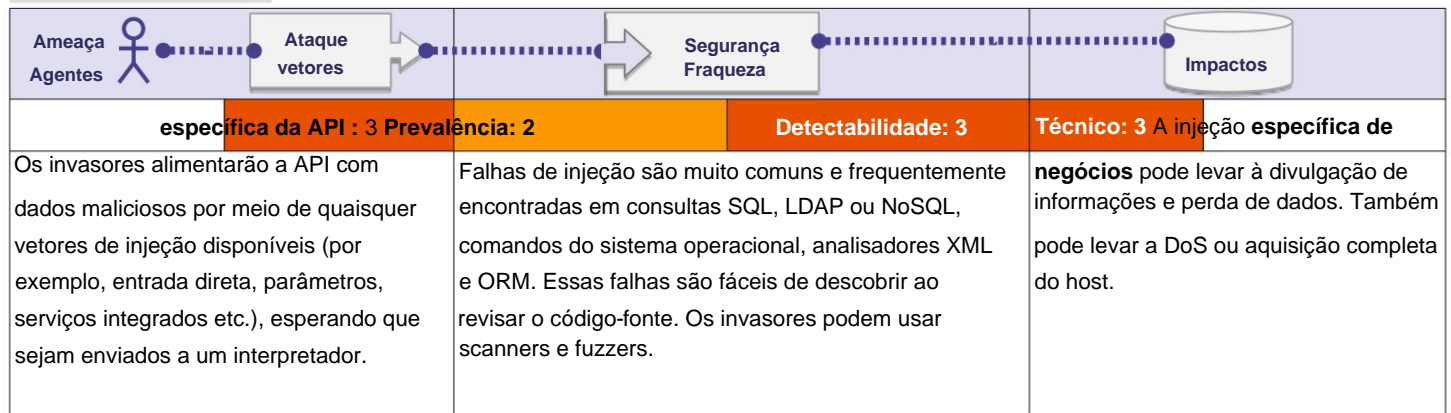 Ameaça
Agentes
Ataque
vetores
Segurança
Fraqueza
Impactos
específica da API : 3 Prevalência: 2
Detectabilidade: 3
Técnico: 3 A injeção específica de
Os invasores alimentarão a API com
dados maliciosos por meio de quaisquer
vetores de injeção disponíveis (por
exemplo, entrada direta, parâmetros,
serviços integrados etc.), esperando que
sejam enviados a um interpretador.
Falhas de injeção são muito comuns e frequentemente
encontradas em consultas SQL, LDAP ou NoSQL,
comandos do sistema operacional, analisadores XML
e ORM. Essas falhas são fáceis de descobrir ao
revisar o código-fonte. Os invasores podem usar
scanners e fuzzers.
negócios pode levar à divulgação de
informações e perda de dados. Também
pode levar a DoS ou aquisição completa
do host.